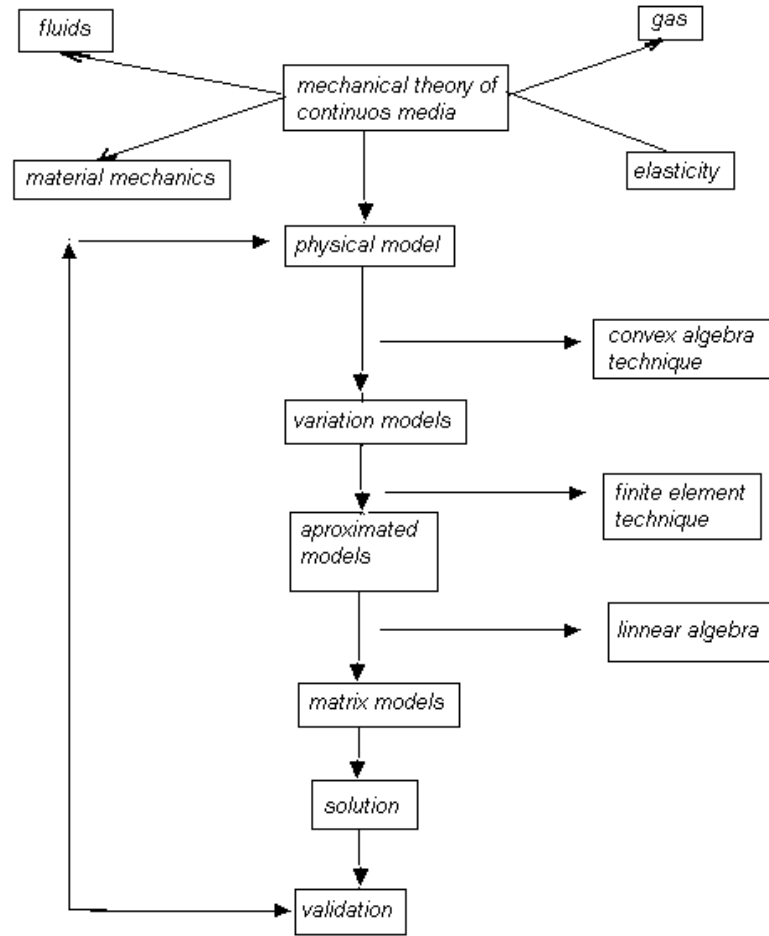 fluids
gas
mechanical theory of
continuos media
material mechanics
elasticity
physical model
convex algebra
technique
variation models
finite element
technique
aproximated
models
linnear algebra
matrix models
solution
validation